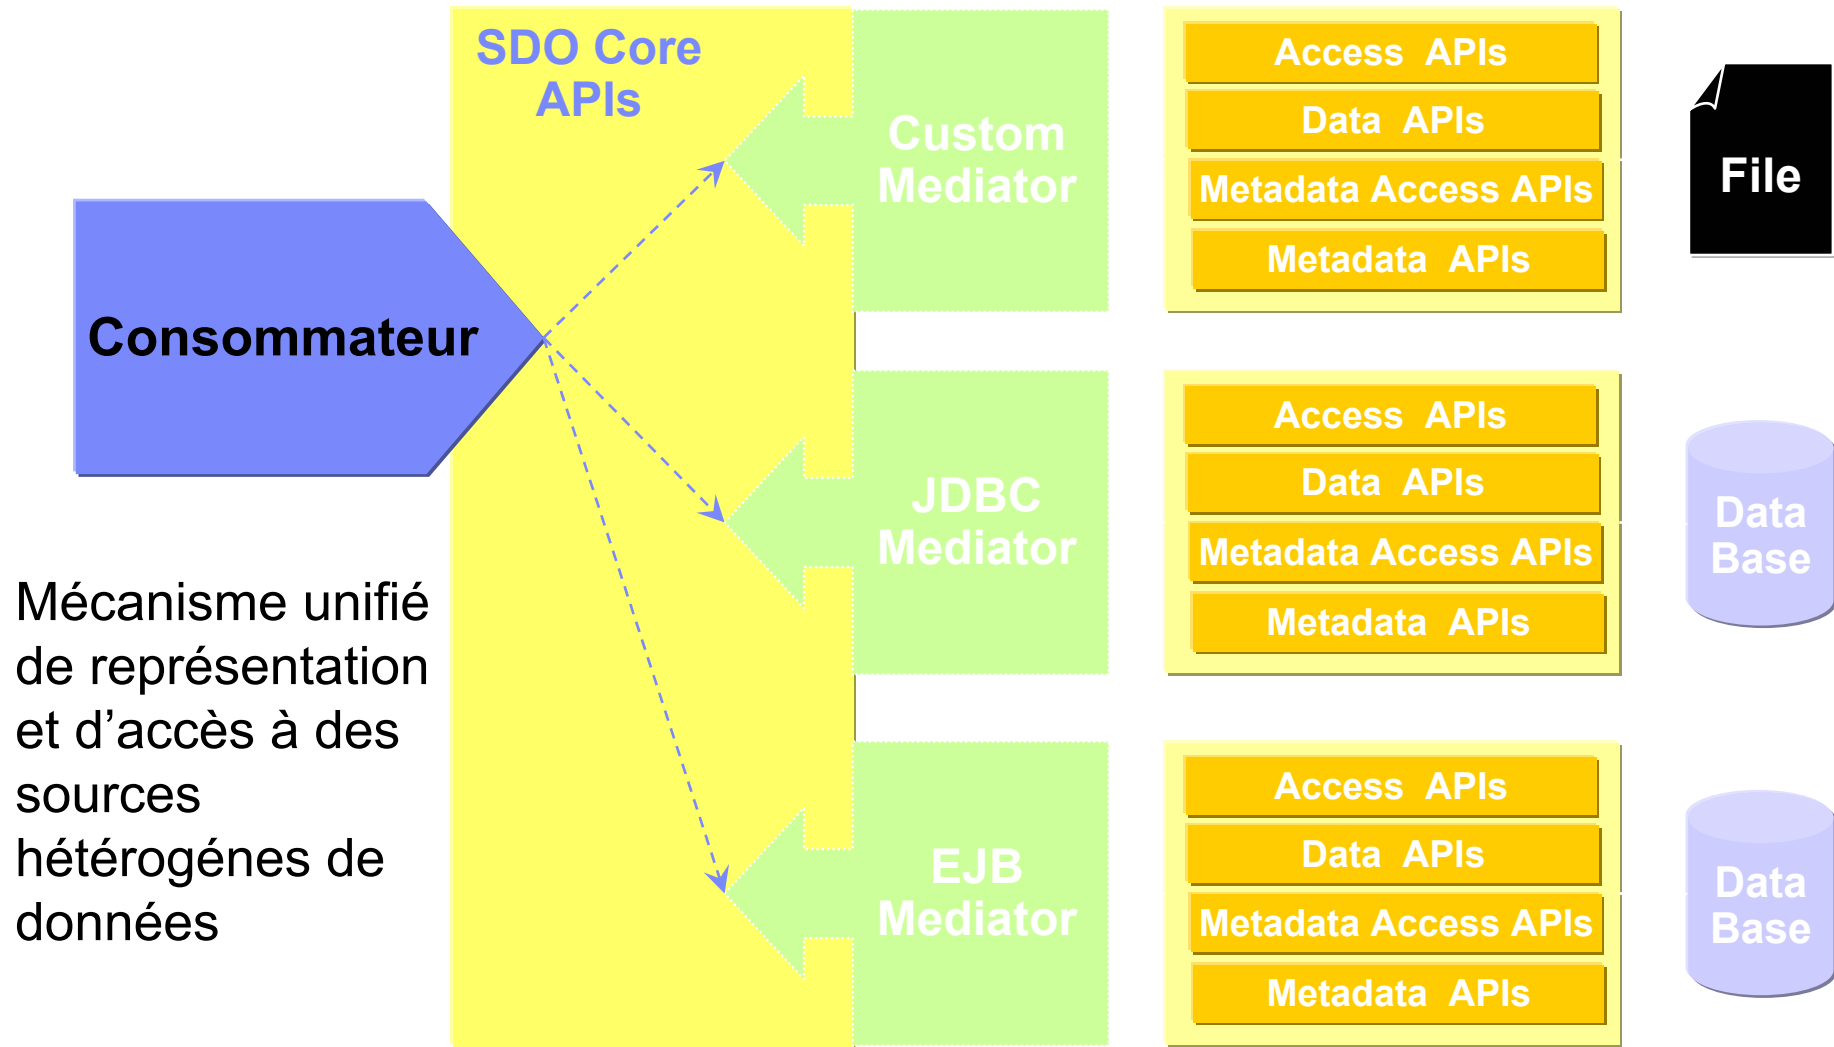 SDO Core
APIs
Consommateur
Mécanisme unifié
de représentation
et d’accès à des
sources
hétérogénes de
données
Custom
Mediator
Access APIs
Data APIs
Metadata Access APIs
Metadata APIs
File
JDBC
Mediator
Access APIs
Data APIs
Metadata Access APIs
Metadata APIs
Data
Base
EJB
Mediator
Access APIs
Data APIs
Metadata Access APIs
Metadata APIs
Data
Base